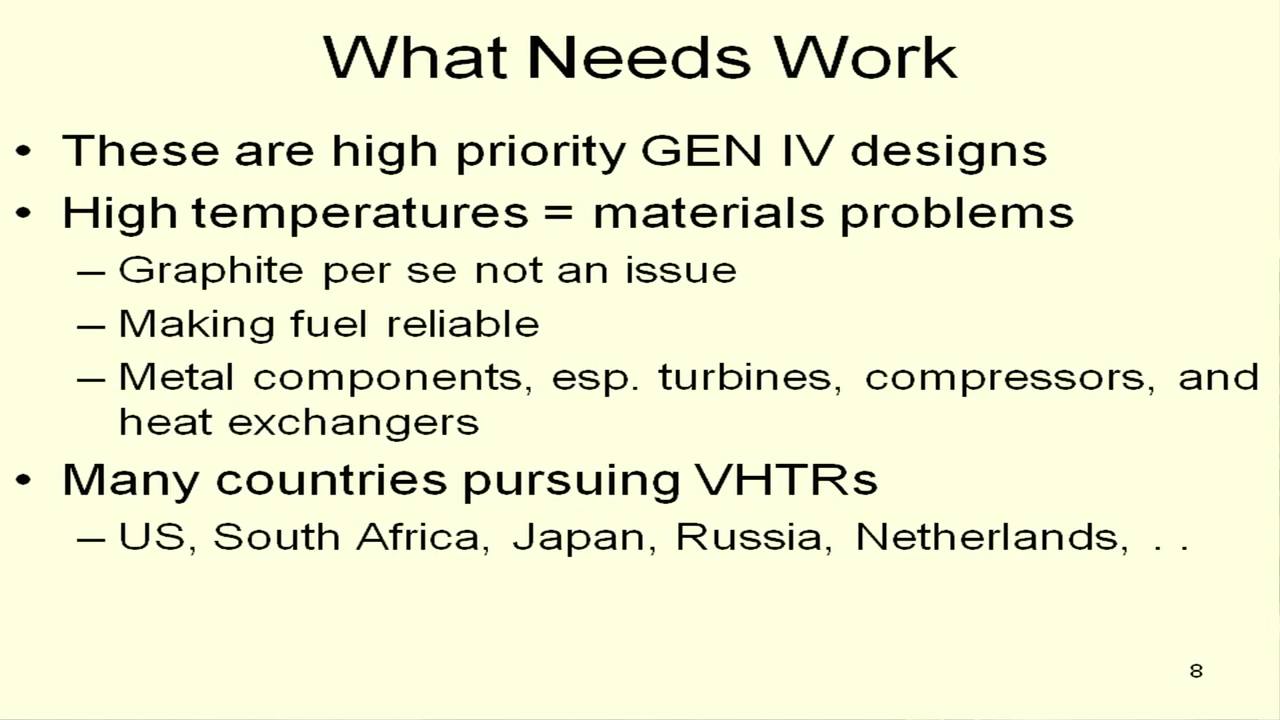 What Needs Work
• These are high priority GEN IV designs
• High temperatures = materials problems
– Graphite per se not an issue
– Making fuel reliable
– Metal components, esp. turbines, compressors, and
heat exchangers
• Many countries pursuing VHTRs
– US, South Africa, Japan, Russia, Netherlands, . .
8